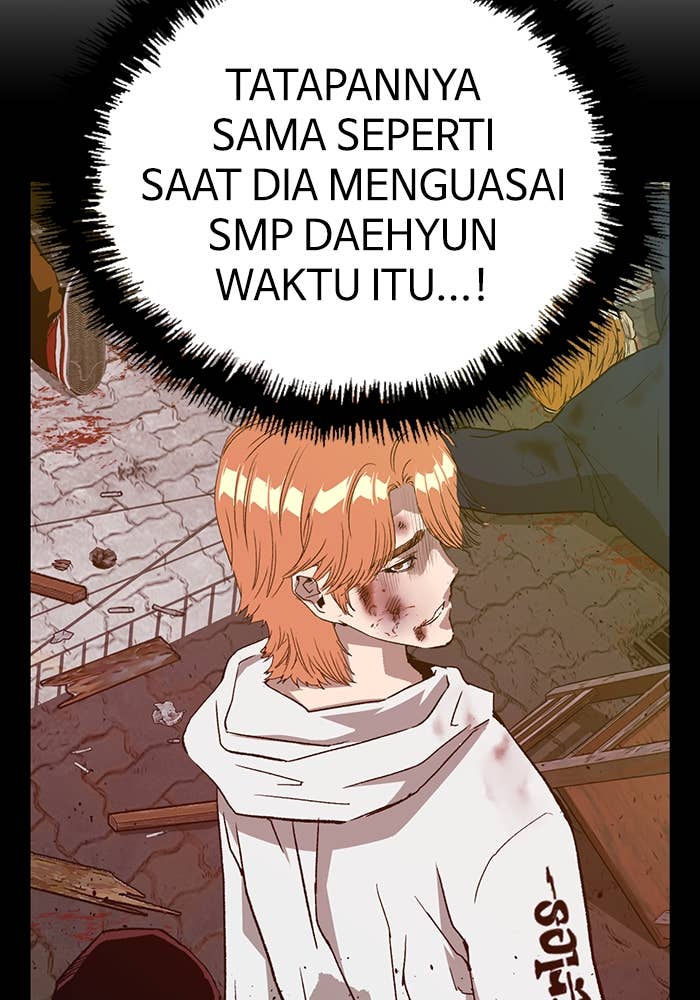 TATAPANNYA
SAMA SEPERTI
SAAT DIA MENGUASAI
SMP DAEHYUN
WAKTU ITU...!